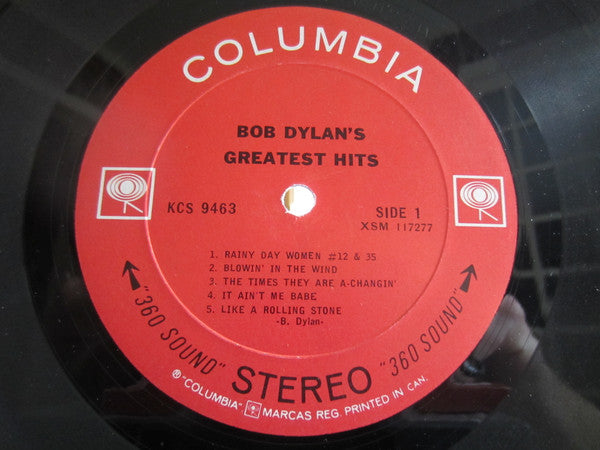 COLUMBIA
BOB DYLAN'S
GREATEST HITS
KCS 9463
SIDE 1
XSM 117277
1. RAINY DAY WOMEN #12 & 35
2. BLOWIN' IN THE WIND
3. THE TIMES THEY ARE A-CHANGIN'
4. IT AIN'T ME BABE
5. LIKE A ROLLING STONE
-B. Dylan-
"360 SOUND" STEREO "360 SOUND"
® "COLUMBIA", MARCAS REG. PRINTED IN CAN.